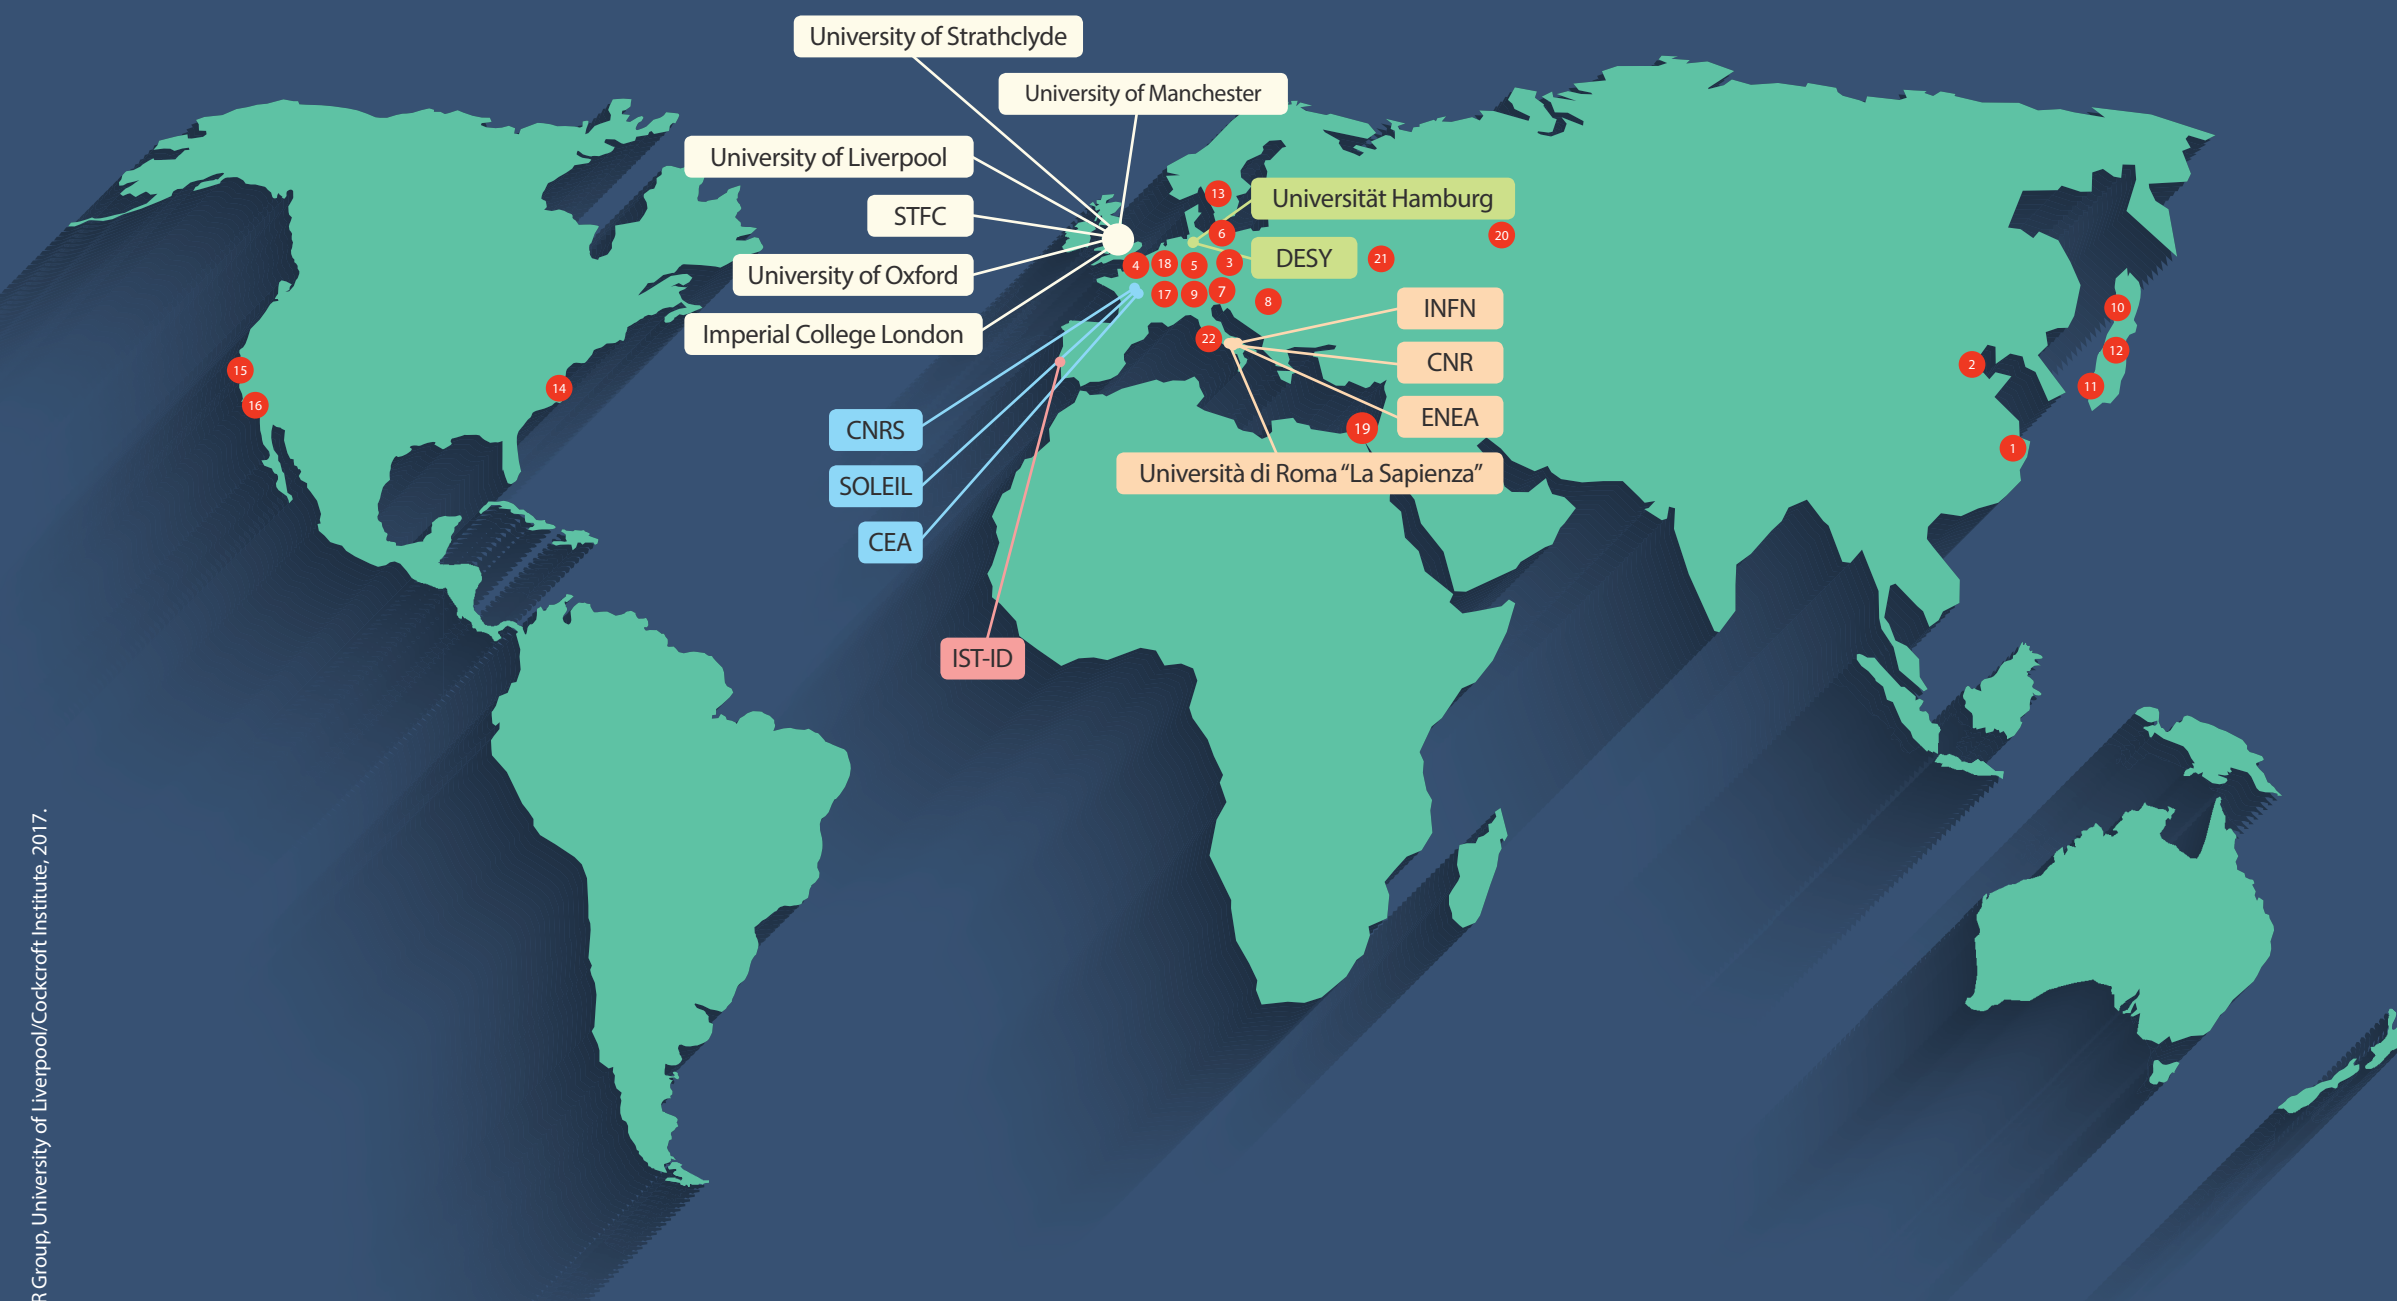 University of Strathclyde
University of Manchester
University of Liverpool
STFC
University of Oxford
Imperial College London
13
Universität Hamburg
6
20
DESY
21
4
18
5
3
17
9
7
8
INFN
22
CNR
ENEA
19
Università di Roma “La Sapienza”
CNRS
SOLEIL
CEA
IST-ID
15
16
14
10
12
2
11
1
R Group, University of Liverpool/Cockcroft Institute, 2017.